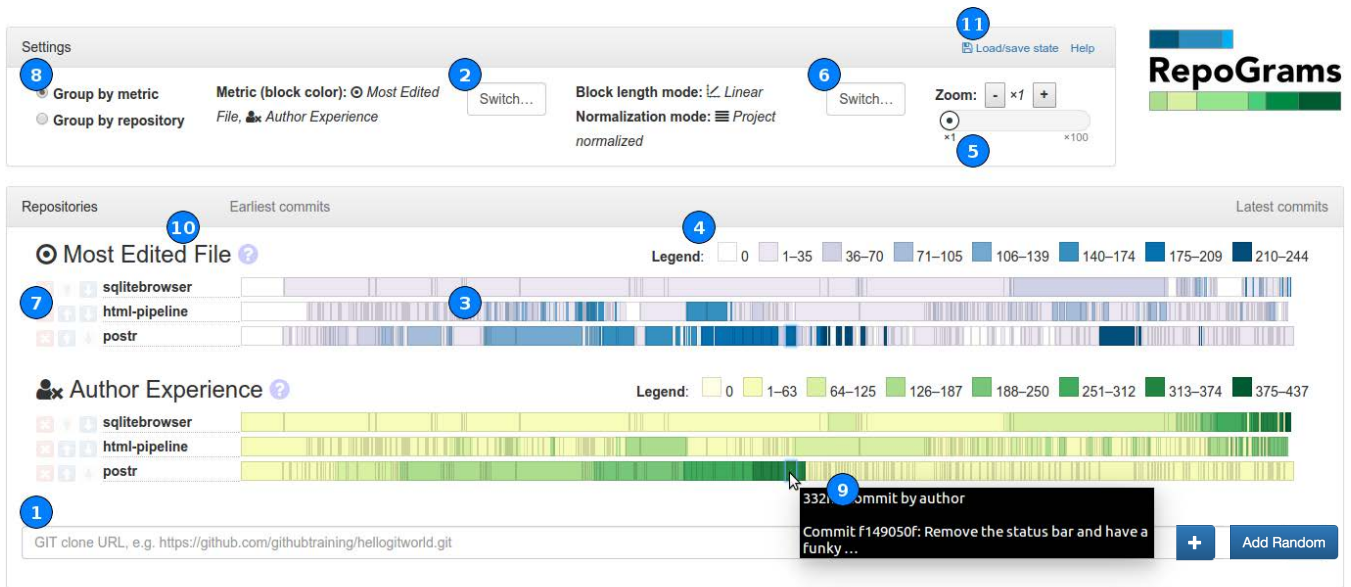 11
Settings
Load/save state Help
8
2
6
Group by metric
Group by repository
Metric (block color): Most Edited
File, Author Experience
Switch...
Block length mode: Linear
Normalization mode: Project
normalized
Switch...
Zoom: - ×1 +
×1 ×100
5
RepoGrams
Repositories Earliest commits Latest commits
10
4
Most Edited File ?
Legend: 0 1–35 36–70 71–105 106–139 140–174 175–209 210–244
7
3
sqlitebrowser
html-pipeline
postr
Author Experience ?
Legend: 0 1–63 64–125 126–187 188–250 251–312 313–374 375–437
sqlitebrowser
html-pipeline
postr
9
commit by author
Commit f149050f: Remove the status bar and have a
funky ...
1
GIT clone URL, e.g. https://github.com/githubtraining/hellogitworld.git
+ Add Random